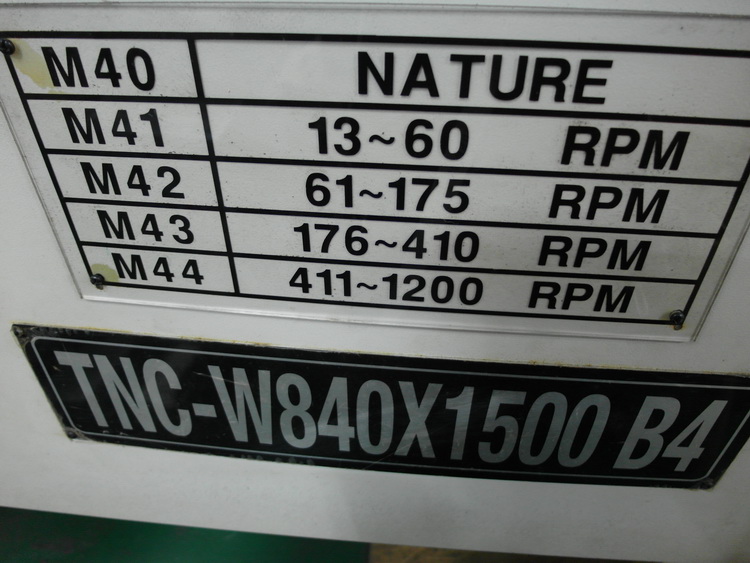 M40 NATURE
M41 13~60 RPM
M42 61~175 RPM
M43 176~410 RPM
M44 411~1200 RPM
TNC-W840X1500 B4